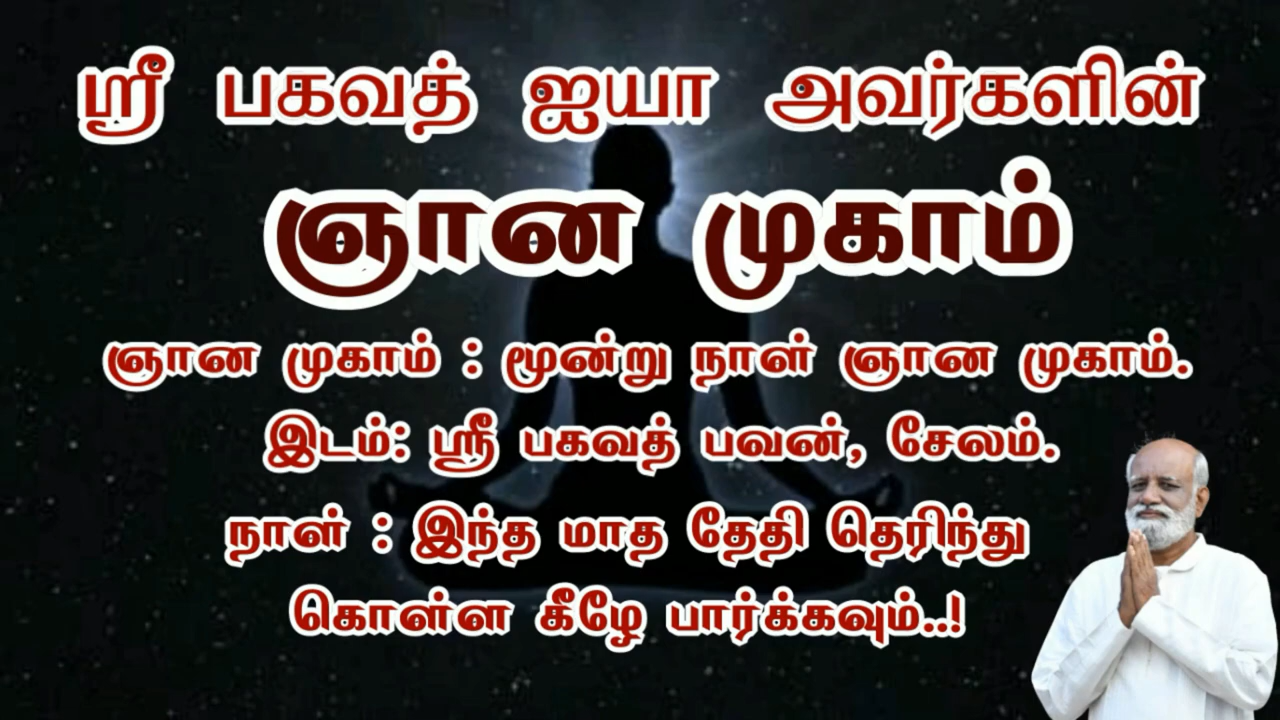 ஸ்ரீ பகவத் ஐயா அவர்களின்
ஞான முகாம்
ஞான முகாம் : மூன்று நாள் ஞான முகாம்.
இடம்: ஸ்ரீ பகவத் பவன், சேலம்.
நாள் : இந்த மாத தேதி தெரிந்து
கொள்ள கீழே பார்க்கவும்..!